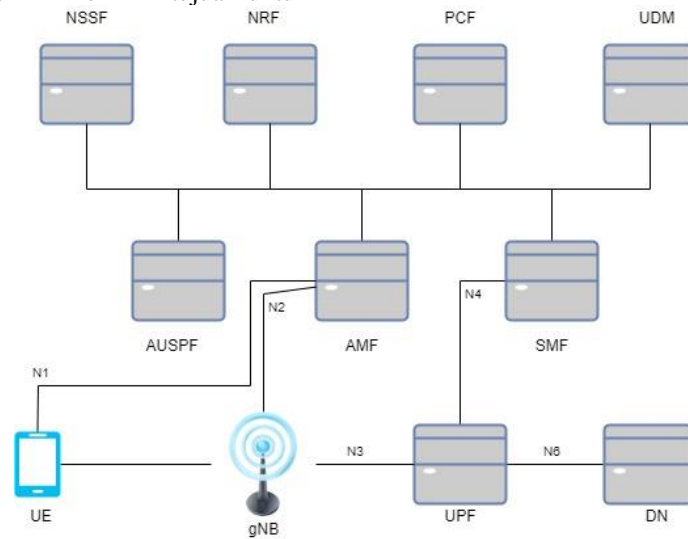 NSSF
NRF
PCF
UDM
N2
N4
AUSPF
AMF
SMF
N1
N3
N6
UE
gNB
UPF
DN